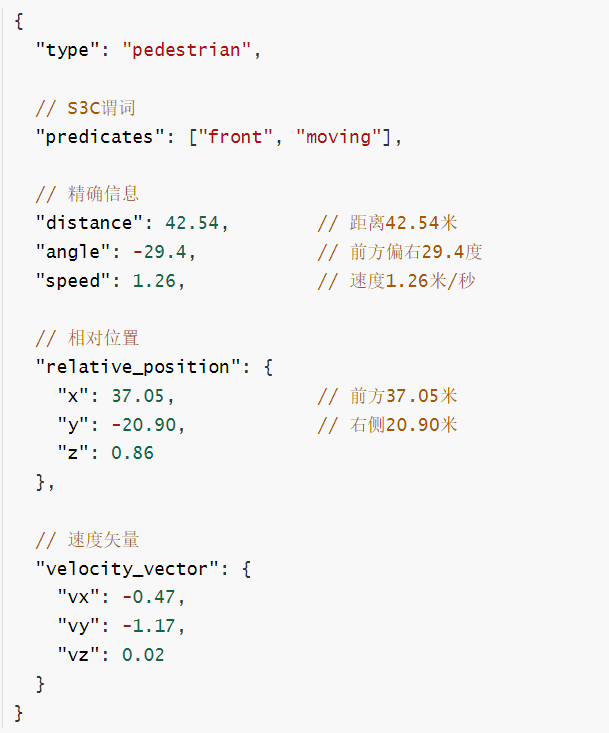 {
"type": "pedestrian",
// S3C谓词
"predicates": ["front", "moving"],
// 精确信息
"distance": 42.54, // 距离42.54米
"angle": -29.4, // 前方偏右29.4度
"speed": 1.26, // 速度1.26米/秒
// 相对位置
"relative_position": {
"x": 37.05, // 前方37.05米
"y": -20.90, // 右侧20.90米
"z": 0.86
},
// 速度矢量
"velocity_vector": {
"vx": -0.47,
"vy": -1.17,
"vz": 0.02
}
}